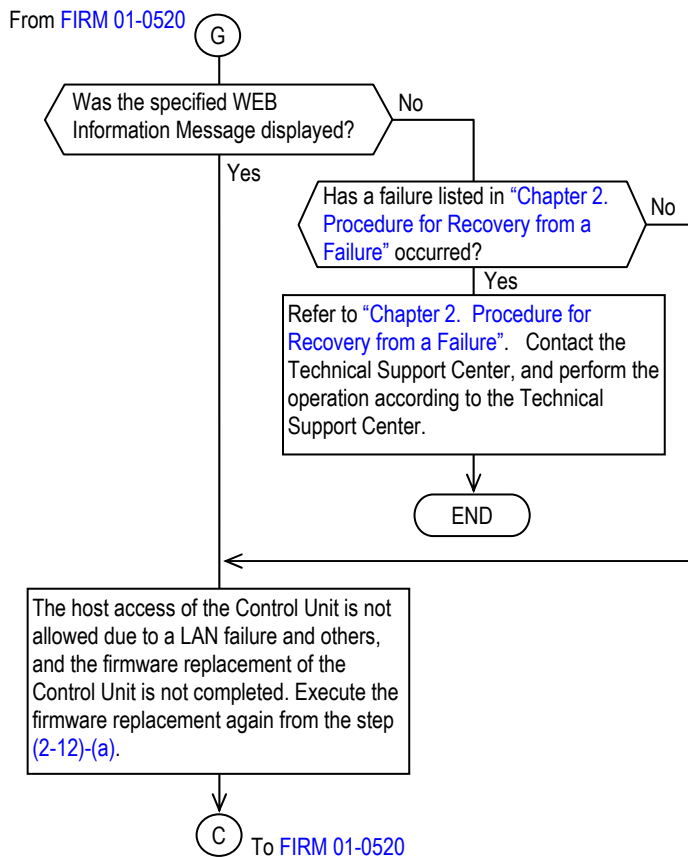 From FIRM 01-0520
G
Was the specified WEB
Information Message displayed?
No
Yes
Has a failure listed in “Chapter 2.
Procedure for Recovery from a
Failure” occurred?
No
Yes
Refer to “Chapter 2. Procedure for
Recovery from a Failure”. Contact the
Technical Support Center, and perform the
operation according to the Technical
Support Center.
END
The host access of the Control Unit is not
allowed due to a LAN failure and others,
and the firmware replacement of the
Control Unit is not completed. Execute the
firmware replacement again from the step
(2-12)-(a).
C
To FIRM 01-0520